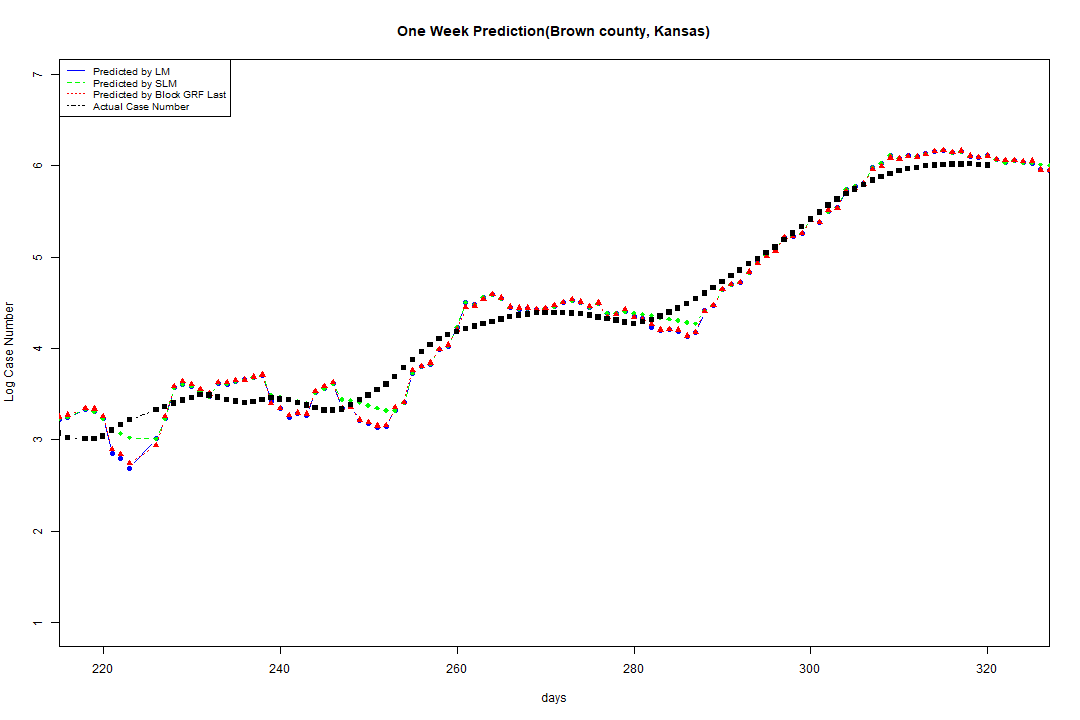 One Week Prediction(Brown county, Kansas)
Predicted by LM
Predicted by SLM
Predicted by Block GRF Last
Actual Case Number
7
6
5
4
3
2
1
Log Case Number
220 240 260 280 300 320
days